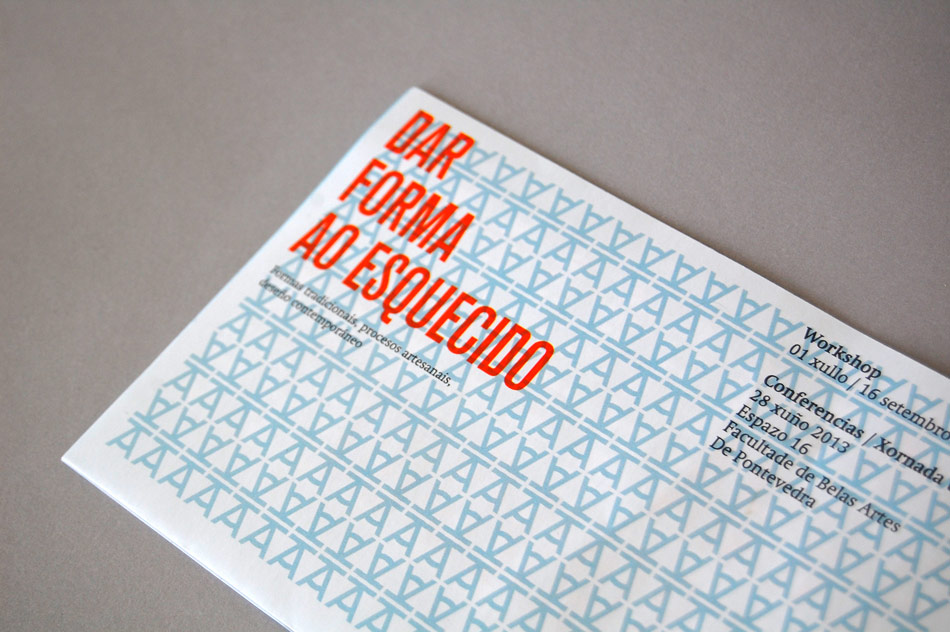 DAR
FORMA
AO ESQUECIDO
Formas tradicionais, procesos artesanais,
deseño contemporáneo
Workshop
01 xullo / 16 setembro
Conferencias / Xornada
28 xuño 2013
Espazo 16
Facultade de Belas Artes
De Pontevedra